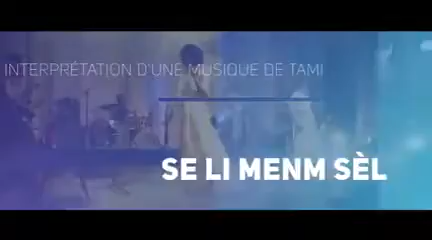 INTERPRÉTATION D'UNE MUSIQUE DE TAMI
SE LI MENM SÈL